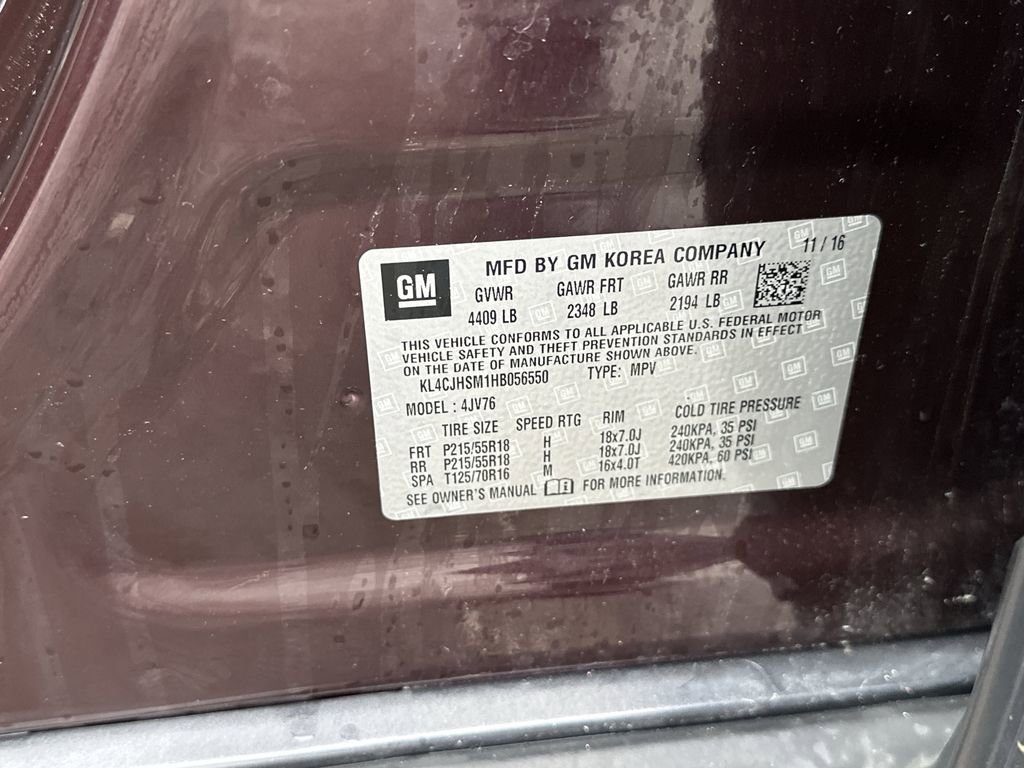 GM
MFD BY GM KOREA COMPANY 11 / 16
GVWR GAWR FRT GAWR RR
4409 LB 2348 LB 2194 LB
THIS VEHICLE CONFORMS TO ALL APPLICABLE U.S. FEDERAL MOTOR
VEHICLE SAFETY AND THEFT PREVENTION STANDARDS IN EFFECT
ON THE DATE OF MANUFACTURE SHOWN ABOVE.
KL4CJHSM1HB056550 TYPE: MPV
MODEL : 4JV76
TIRE SIZE SPEED RTG RIM COLD TIRE PRESSURE
FRT P215/55R18 H 18x7.0J 240KPA, 35 PSI
RR P215/55R18 H 18x7.0J 240KPA, 35 PSI
SPA T125/70R16 M 16x4.0T 420KPA, 60 PSI
SEE OWNER'S MANUAL FOR MORE INFORMATION.